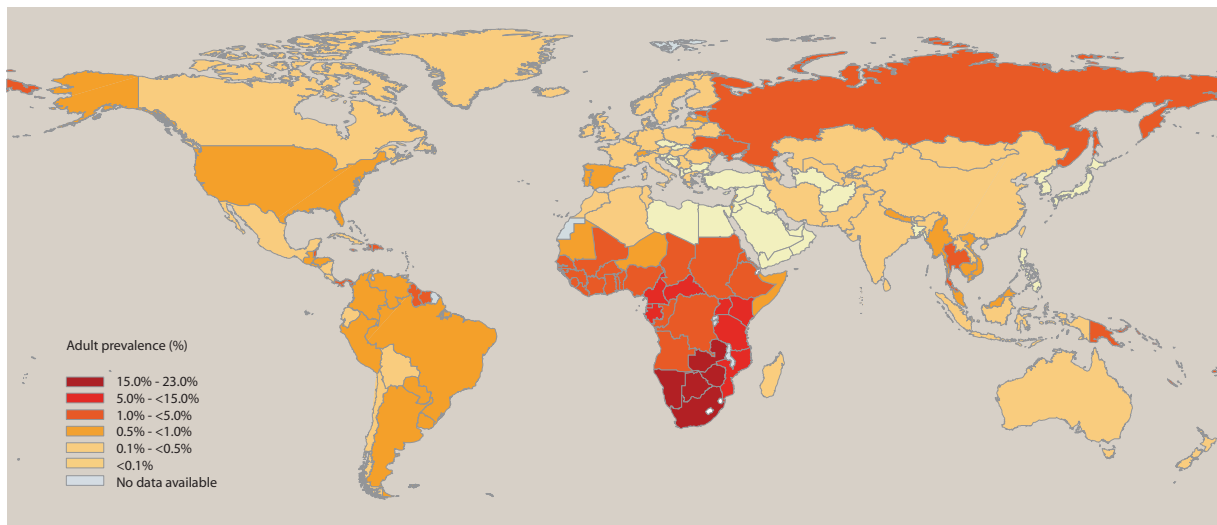 Adult prevalence (%)
15.0% - 23.0%
5.0% - <15.0%
1.0% - <5.0%
0.5% - <1.0%
0.1% - <0.5%
<0.1%
No data available